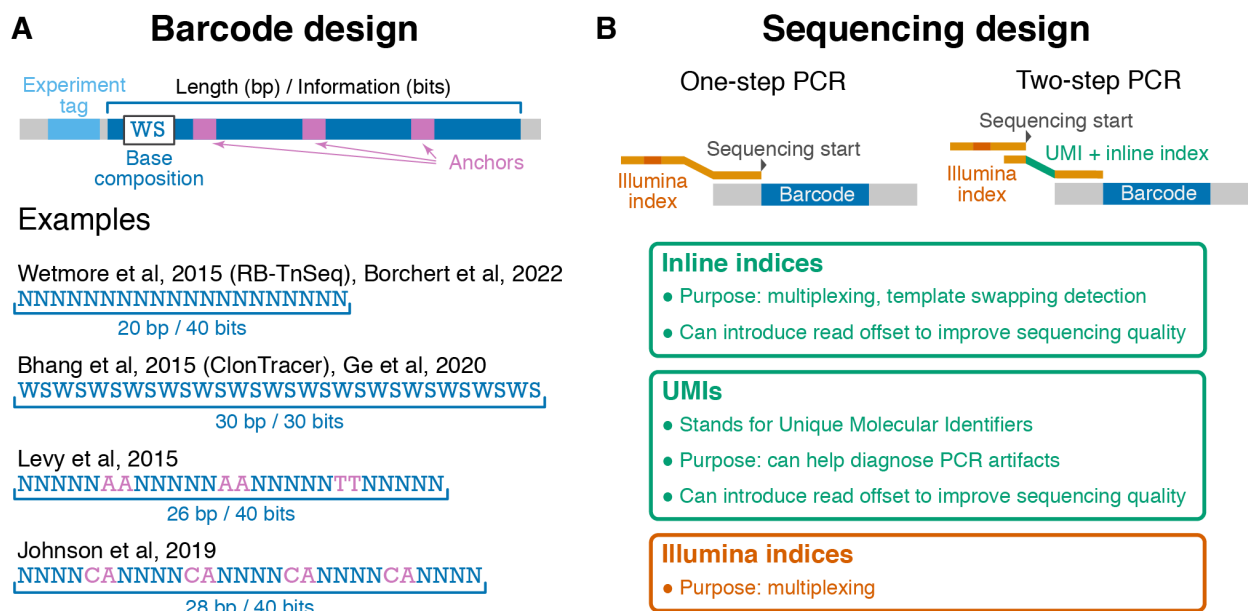 A
Barcode design
Experiment
tag
Length (bp) / Information (bits)
WS
Base
composition
Anchors
Examples
Wetmore et al, 2015 (RB-TnSeq), Borchert et al, 2022
NNNNNNNNNNNNNNNNNNNN
20 bp / 40 bits
Bhang et al, 2015 (ClonTracer), Ge et al, 2020
WSWSWSWSWSWSWSWSWSWSWSWSWSWSWS
30 bp / 30 bits
Levy et al, 2015
NNNNNAANNNNNAANNNNNTTNNNNN
26 bp / 40 bits
Johnson et al, 2019
NNNNCANNNNCANNNNCANNNNCANNNN
28 bp / 40 bits
B
Sequencing design
One-step PCR
Sequencing start
Illumina
index
Barcode
Two-step PCR
Sequencing start
UMI + inline index
Illumina
index
Barcode
Inline indices
● Purpose: multiplexing, template swapping detection
● Can introduce read offset to improve sequencing quality
UMIs
● Stands for Unique Molecular Identifiers
● Purpose: can help diagnose PCR artifacts
● Can introduce read offset to improve sequencing quality
Illumina indices
● Purpose: multiplexing